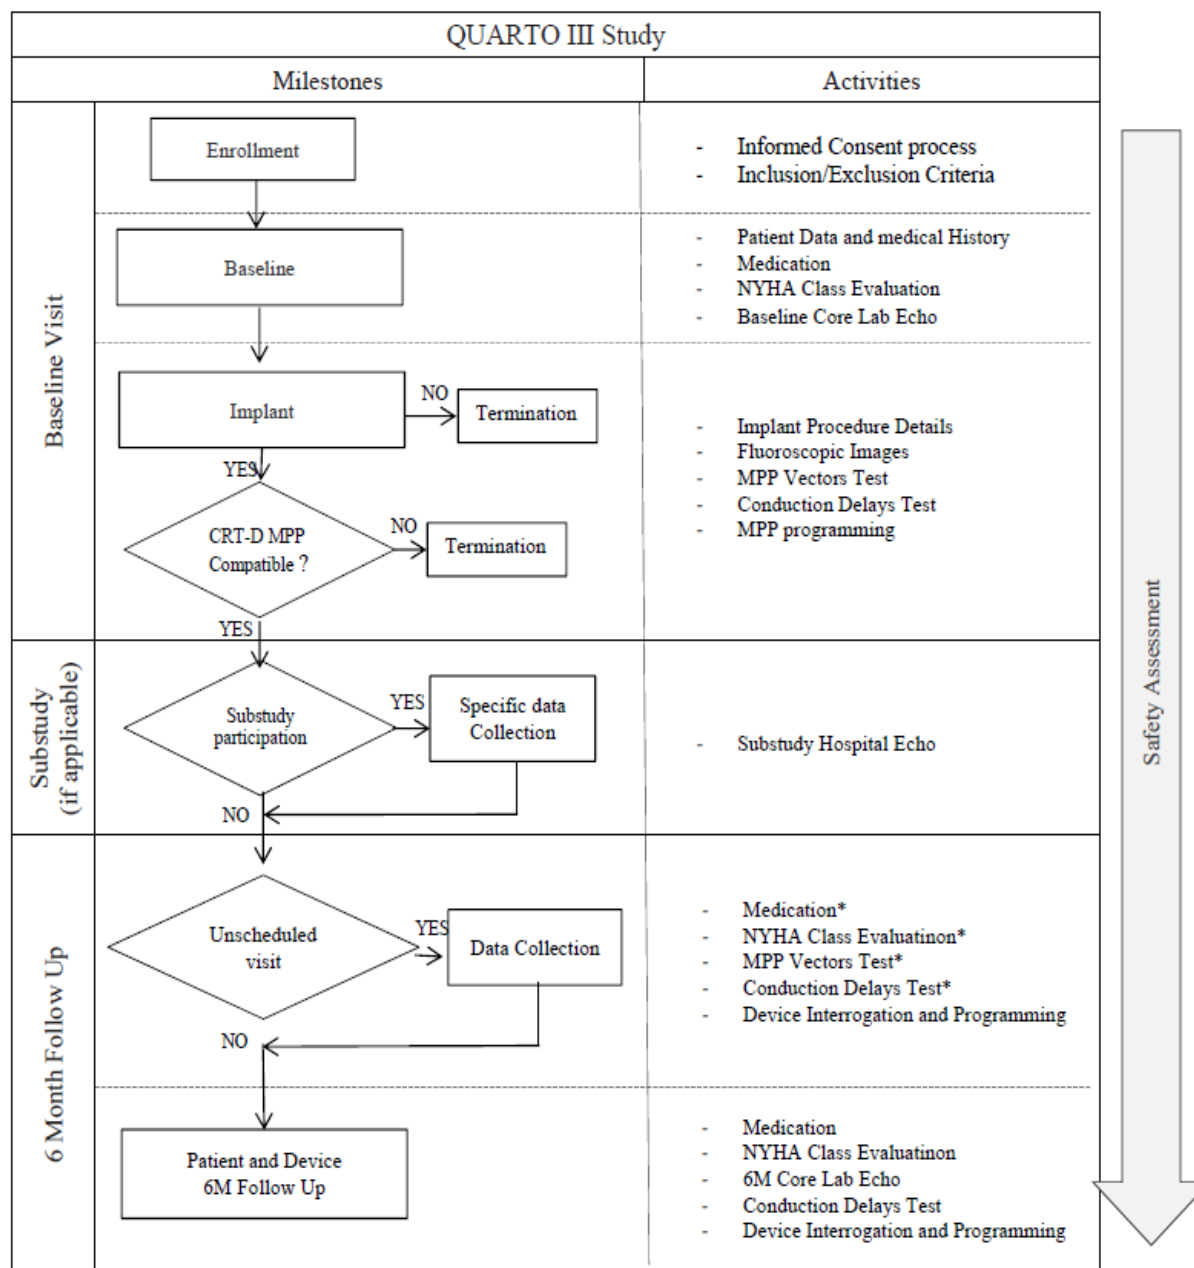 QUARTO III Study
Milestones
Activities
Baseline Visit
Enrollment
- Informed Consent process
- Inclusion/Exclusion Criteria
Baseline
- Patient Data and medical History
- Medication
- NYHA Class Evaluation
- Baseline Core Lab Echo
Implant
NO
Termination
YES
CRT-D MPP
Compatible ?
NO
Termination
YES
- Implant Procedure Details
- Fluoroscopic Images
- MPP Vectors Test
- Conduction Delays Test
- MPP programming
Substudy
(if applicable)
Substudy
participation
YES
Specific data
Collection
NO
- Substudy Hospital Echo
6 Month Follow Up
Unscheduled
visit
YES
Data Collection
NO
- Medication*
- NYHA Class Evaluatinon*
- MPP Vectors Test*
- Conduction Delays Test*
- Device Interrogation and Programming
Patient and Device
6M Follow Up
- Medication
- NYHA Class Evaluatinon
- 6M Core Lab Echo
- Conduction Delays Test
- Device Interrogation and Programming
Safety Assessment